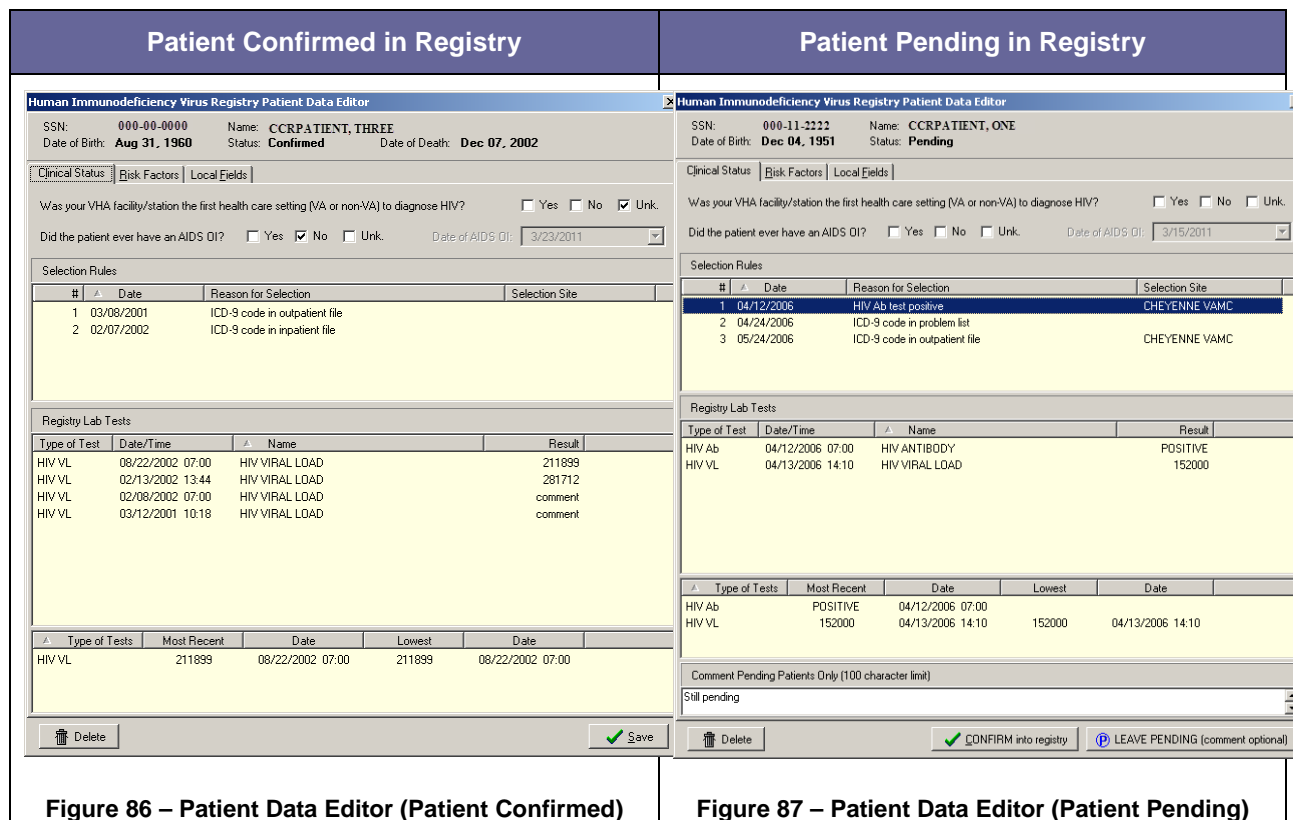 Patient Confirmed in Registry
Human Immunodeficiency Virus Registry Patient Data Editor
SSN: 000-00-0000 Name: CCRPATIENT, THREE
Date of Birth: Aug 31, 1960 Status: Confirmed Date of Death: Dec 07, 2002
Clinical Status Risk Factors Local Fields
Was your VHA facility/station the first health care setting (VA or non-VA) to diagnose HIV? Yes No Unk.
Did the patient ever have an AIDS OI? Yes No Unk. Date of AIDS OI: 3/23/2011
Selection Rules
# Date Reason for Selection Selection Site
1 03/08/2001 ICD-9 code in outpatient file
2 02/07/2002 ICD-9 code in inpatient file
Registry Lab Tests
Type of Test Date/Time Name Result
HIV VL 08/22/2002 07:00 HIV VIRAL LOAD 211899
HIV VL 02/13/2002 13:44 HIV VIRAL LOAD 281712
HIV VL 02/08/2002 07:00 HIV VIRAL LOAD comment
HIV VL 03/12/2001 10:18 HIV VIRAL LOAD comment
Type of Tests Most Recent Date Lowest Date
HIV VL 211899 08/22/2002 07:00 211899 08/22/2002 07:00
Delete Save
Figure 86 – Patient Data Editor (Patient Confirmed)
Patient Pending in Registry
Human Immunodeficiency Virus Registry Patient Data Editor
SSN: 000-11-2222 Name: CCRPATIENT, ONE
Date of Birth: Dec 04, 1951 Status: Pending
Clinical Status Risk Factors Local Fields
Was your VHA facility/station the first health care setting (VA or non-VA) to diagnose HIV? Yes No Unk.
Did the patient ever have an AIDS OI? Yes No Unk. Date of AIDS OI: 3/15/2011
Selection Rules
# Date Reason for Selection Selection Site
1 04/12/2006 HIV Ab test positive CHEYENNE VAMC
2 04/24/2006 ICD-9 code in problem list
3 05/24/2006 ICD-9 code in outpatient file CHEYENNE VAMC
Registry Lab Tests
Type of Test Date/Time Name Result
HIV Ab 04/12/2006 07:00 HIV ANTIBODY POSITIVE
HIV VL 04/13/2006 14:10 HIV VIRAL LOAD 152000
Type of Tests Most Recent Date Lowest Date
HIV Ab POSITIVE 04/12/2006 07:00
HIV VL 152000 04/13/2006 14:10 152000 04/13/2006 14:10
Comment Pending Patients Only (100 character limit)
Still pending
Delete CONFIRM into registry P LEAVE PENDING (comment optional)
Figure 87 – Patient Data Editor (Patient Pending)